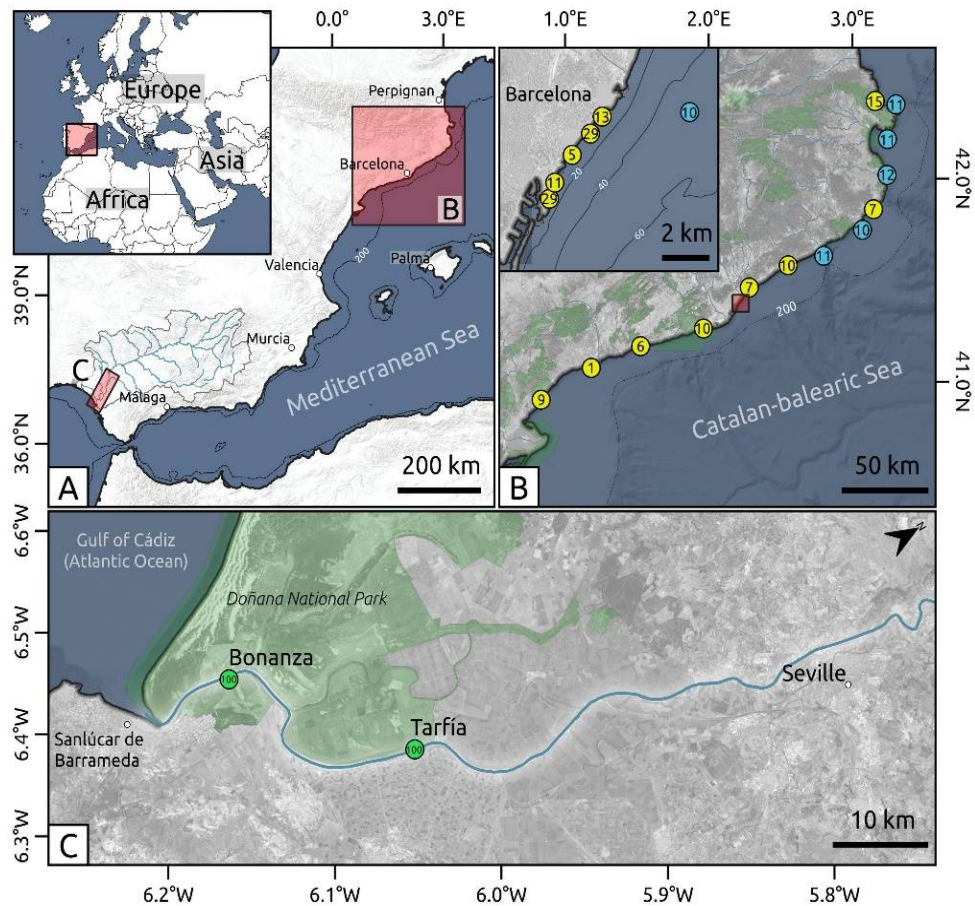 0.0°
3.0°E
1.0°E
2.0°E
3.0°E
Europe
Asia
Africa
Perpignan
Barcelona
B
200
Valencia
Palma
39.0°N
Murcia
C
Málaga
Mediterranean Sea
36.0°N
A
200 km
Barcelona
13
29
5
11
29
10
20
40
60
2 km
15
11
11
12
42.0°N
7
10
11
10
7
200
10
6
1
41.0°N
9
Catalan-balearic Sea
B
50 km
6.6°W
Gulf of Cádiz
(Atlantic Ocean)
N
Doñana National Park
6.5°W
Bonanza
100
Seville
Tarfía
100
6.4°W
Sanlúcar de
Barrameda
6.3°W
C
10 km
6.2°W
6.1°W
6.0°W
5.9°W
5.8°W